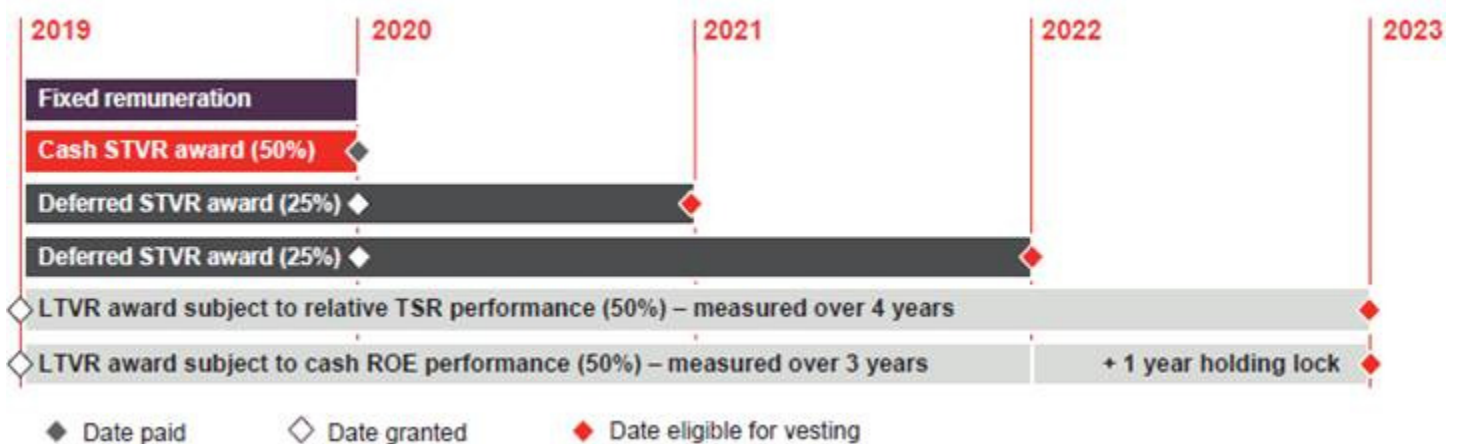 2019 2020 2021 2022 2023
Fixed remuneration
Cash STVR award (50%)
Deferred STVR award (25%)
Deferred STVR award (25%)
LTVR award subject to relative TSR performance (50%) – measured over 4 years
LTVR award subject to cash ROE performance (50%) – measured over 3 years + 1 year holding lock
Date paid Date granted Date eligible for vesting